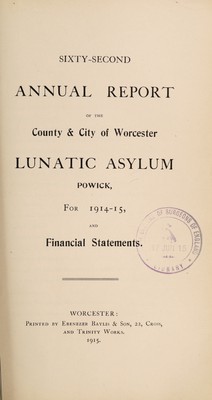 SIXTY-SECOND
ANNUAL REPORT
OF THE
County & City of Worcester
LUNATIC ASYLUM
POWICK,
FOR 1914-15,
AND
Financial Statements.
WORCESTER:
PRINTED BY EBENEZER BAYLIS & SON, 22, CROSS,
AND TRINITY WORKS.
1915.